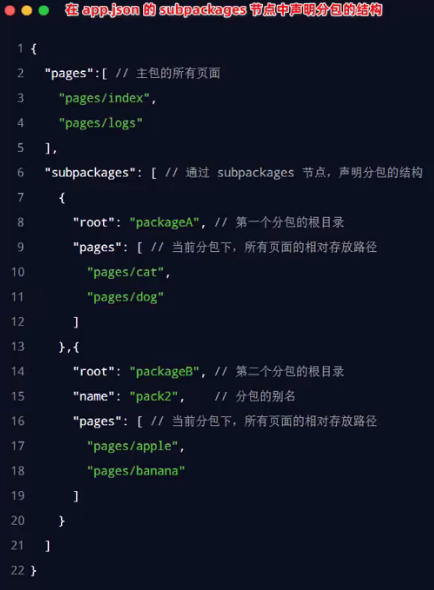 在 app.json 的 subpackages 节点中声明分包的结构
1 {
2 "pages":[ // 主包的所有页面
3 "pages/index",
4 "pages/logs"
5 ],
6 "subpackages": [ // 通过 subpackages 节点，声明分包的结构
7 {
8 "root": "packageA", // 第一个分包的根目录
9 "pages": [ // 当前分包下，所有页面的相对存放路径
10 "pages/cat",
11 "pages/dog"
12 ]
13 },{
14 "root": "packageB", // 第二个分包的根目录
15 "name": "pack2", // 分包的别名
16 "pages": [ // 当前分包下，所有页面的相对存放路径
17 "pages/apple",
18 "pages/banana"
19 ]
20 }
21 ]
22 }